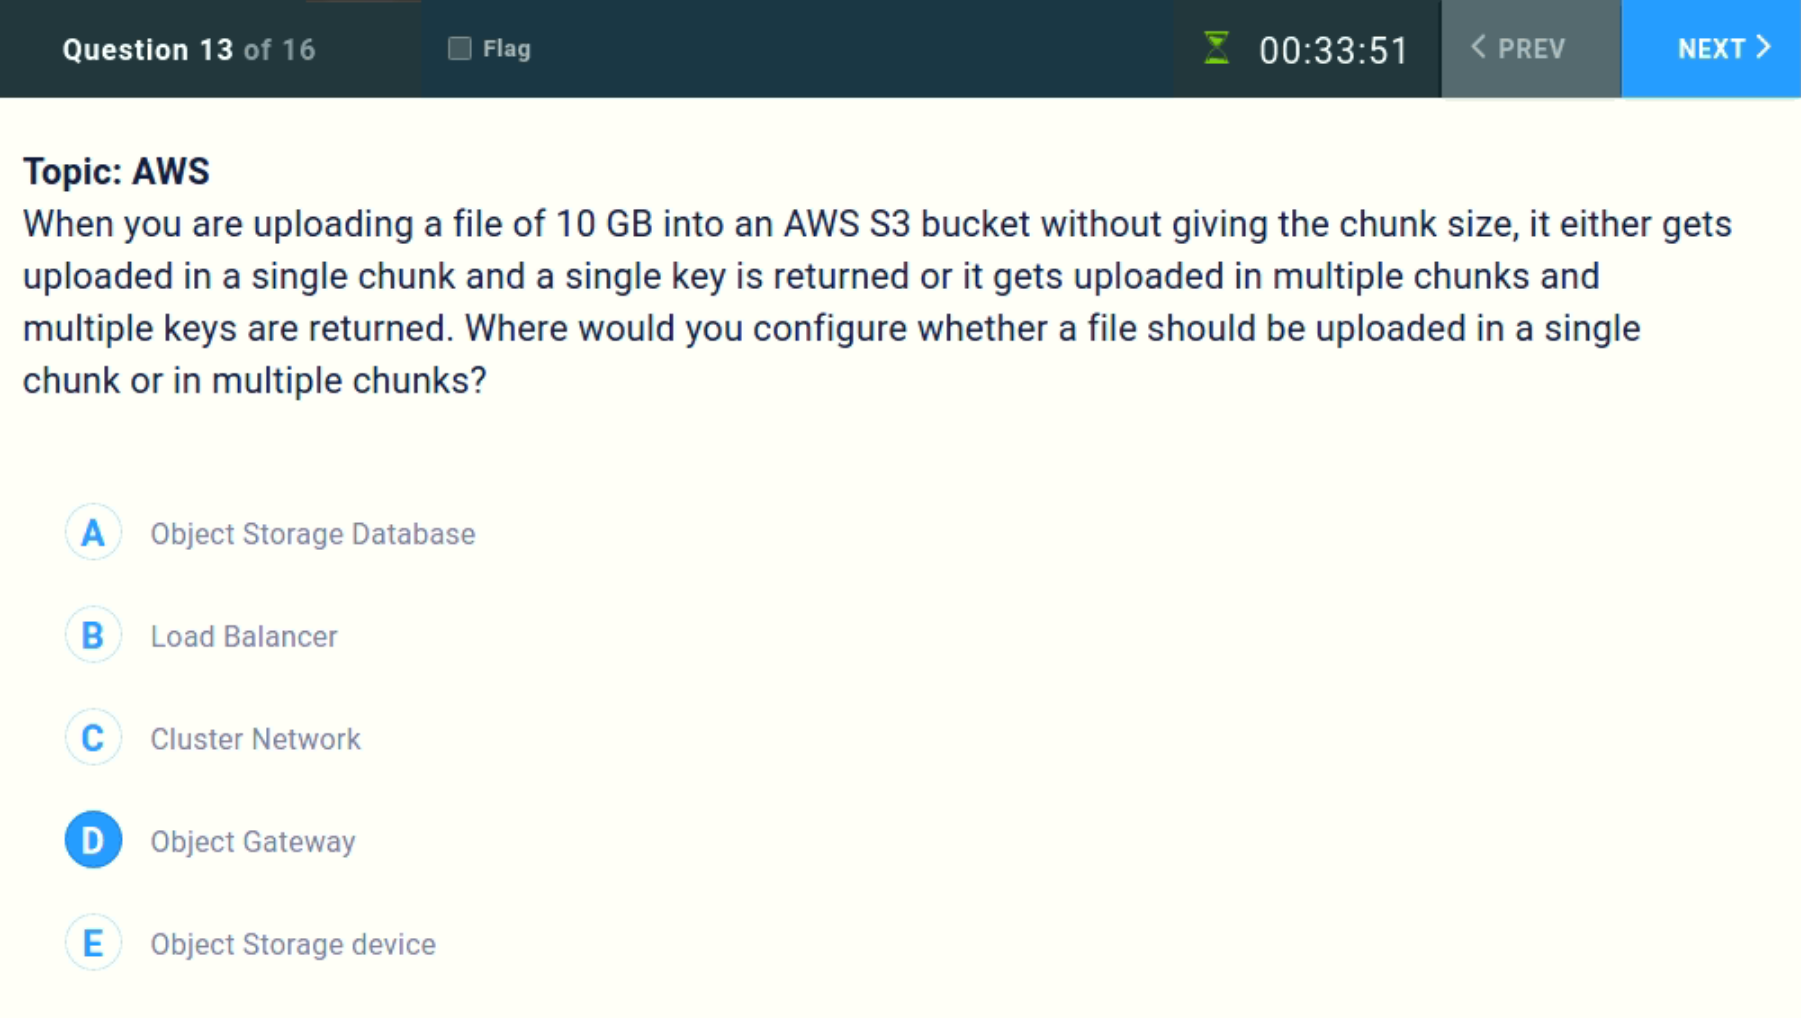 Question 13 of 16
Flag
00:33:51
PREV
NEXT
Topic: AWS
When you are uploading a file of 10 GB into an AWS S3 bucket without giving the chunk size, it either gets
uploaded in a single chunk and a single key is returned or it gets uploaded in multiple chunks and
multiple keys are returned. Where would you configure whether a file should be uploaded in a single
chunk or in multiple chunks?
A Object Storage Database
B Load Balancer
C Cluster Network
D Object Gateway
E Object Storage device